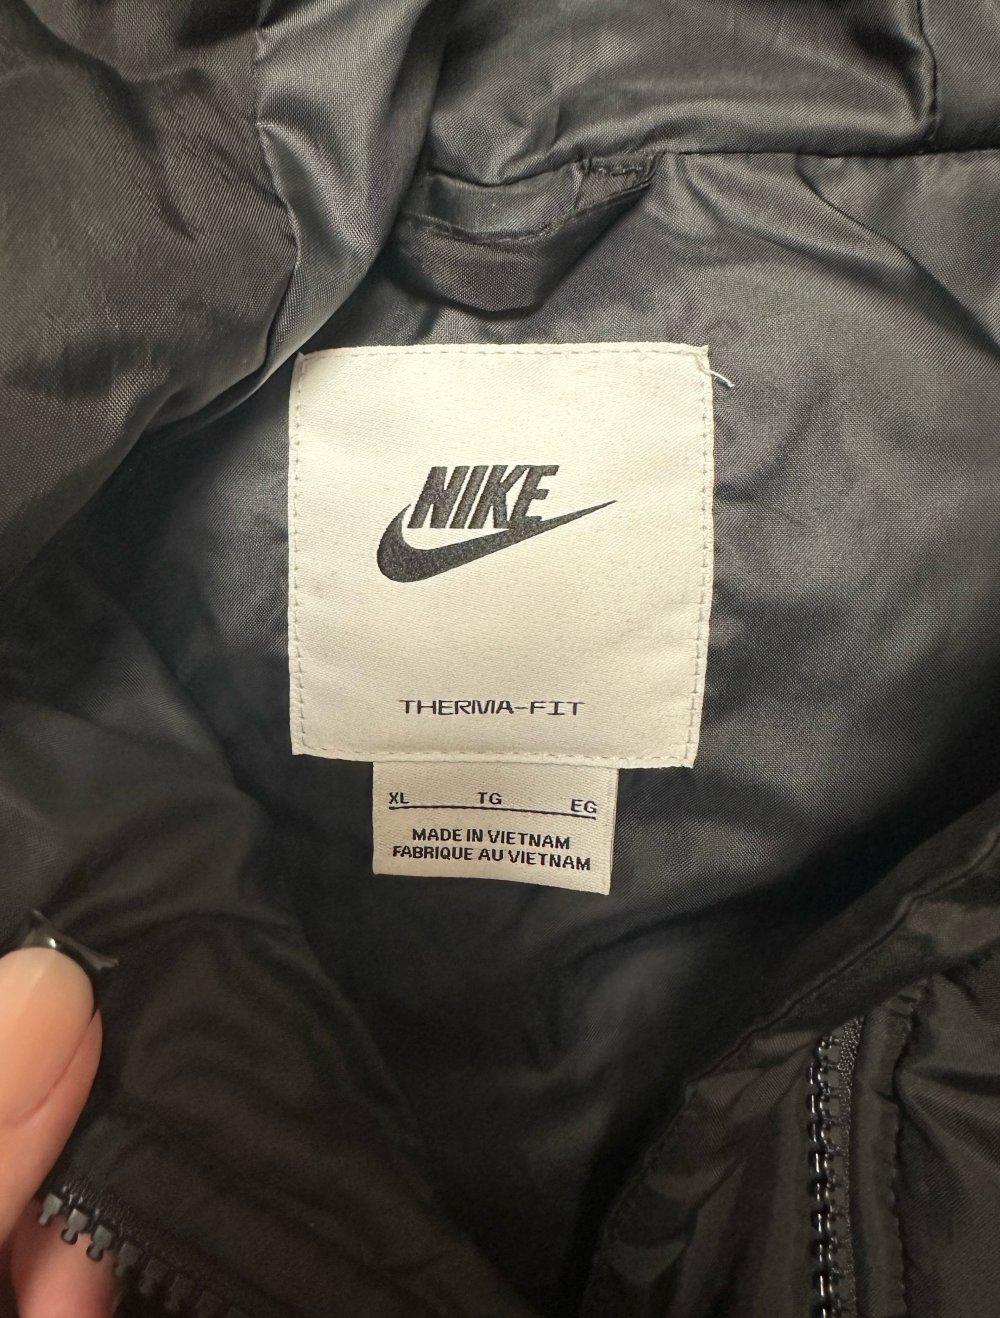 NIKE
THERMA-FIT
XL TG EG
MADE IN VIETNAM
FABRIQUE AU VIETNAM